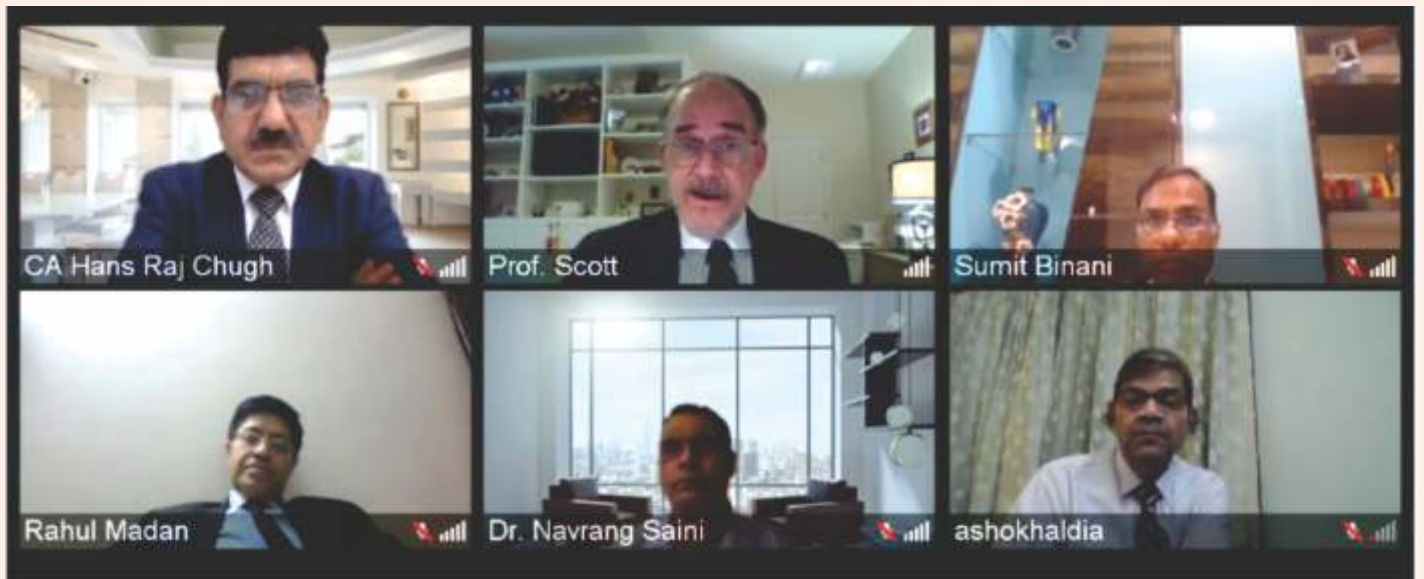 CA Hans Raj Chugh
Prof. Scott
Sumit Binani
Rahul Madan
Dr. Navrang Saini
ashokhaldia